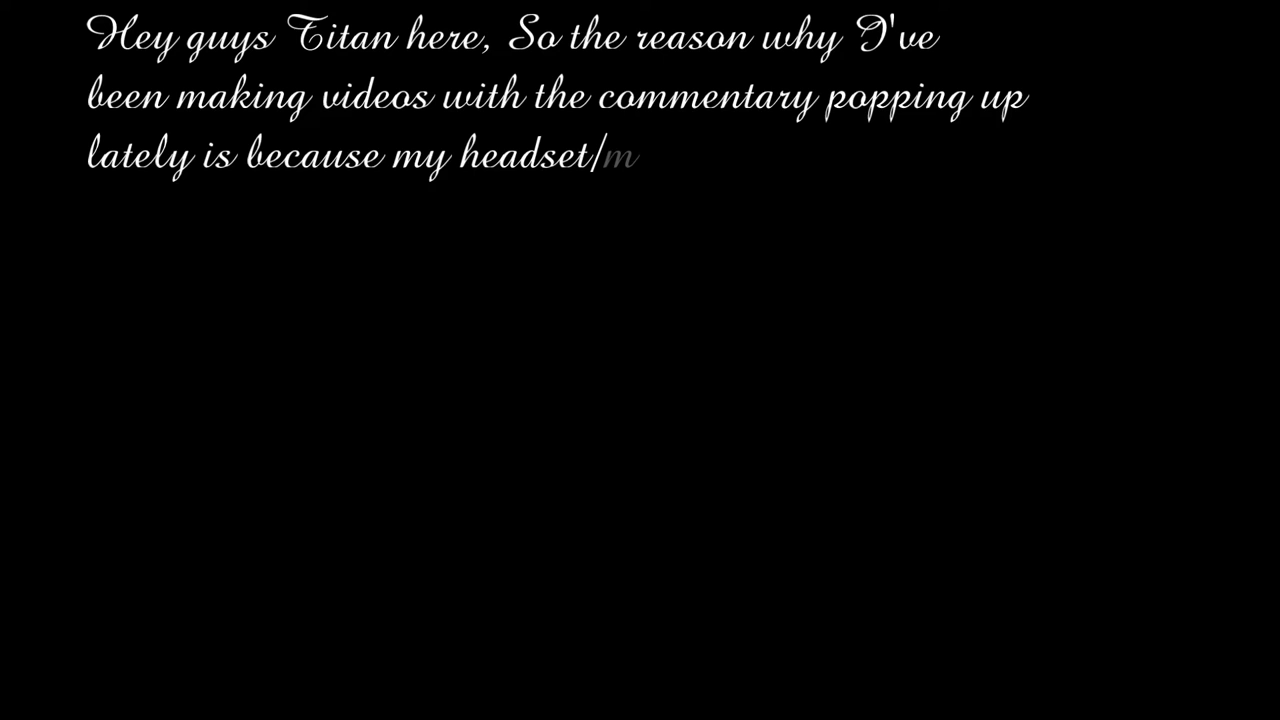 Hey guys Titan here, So the reason why I've
been making videos with the commentary popping up
lately is because my headset/m